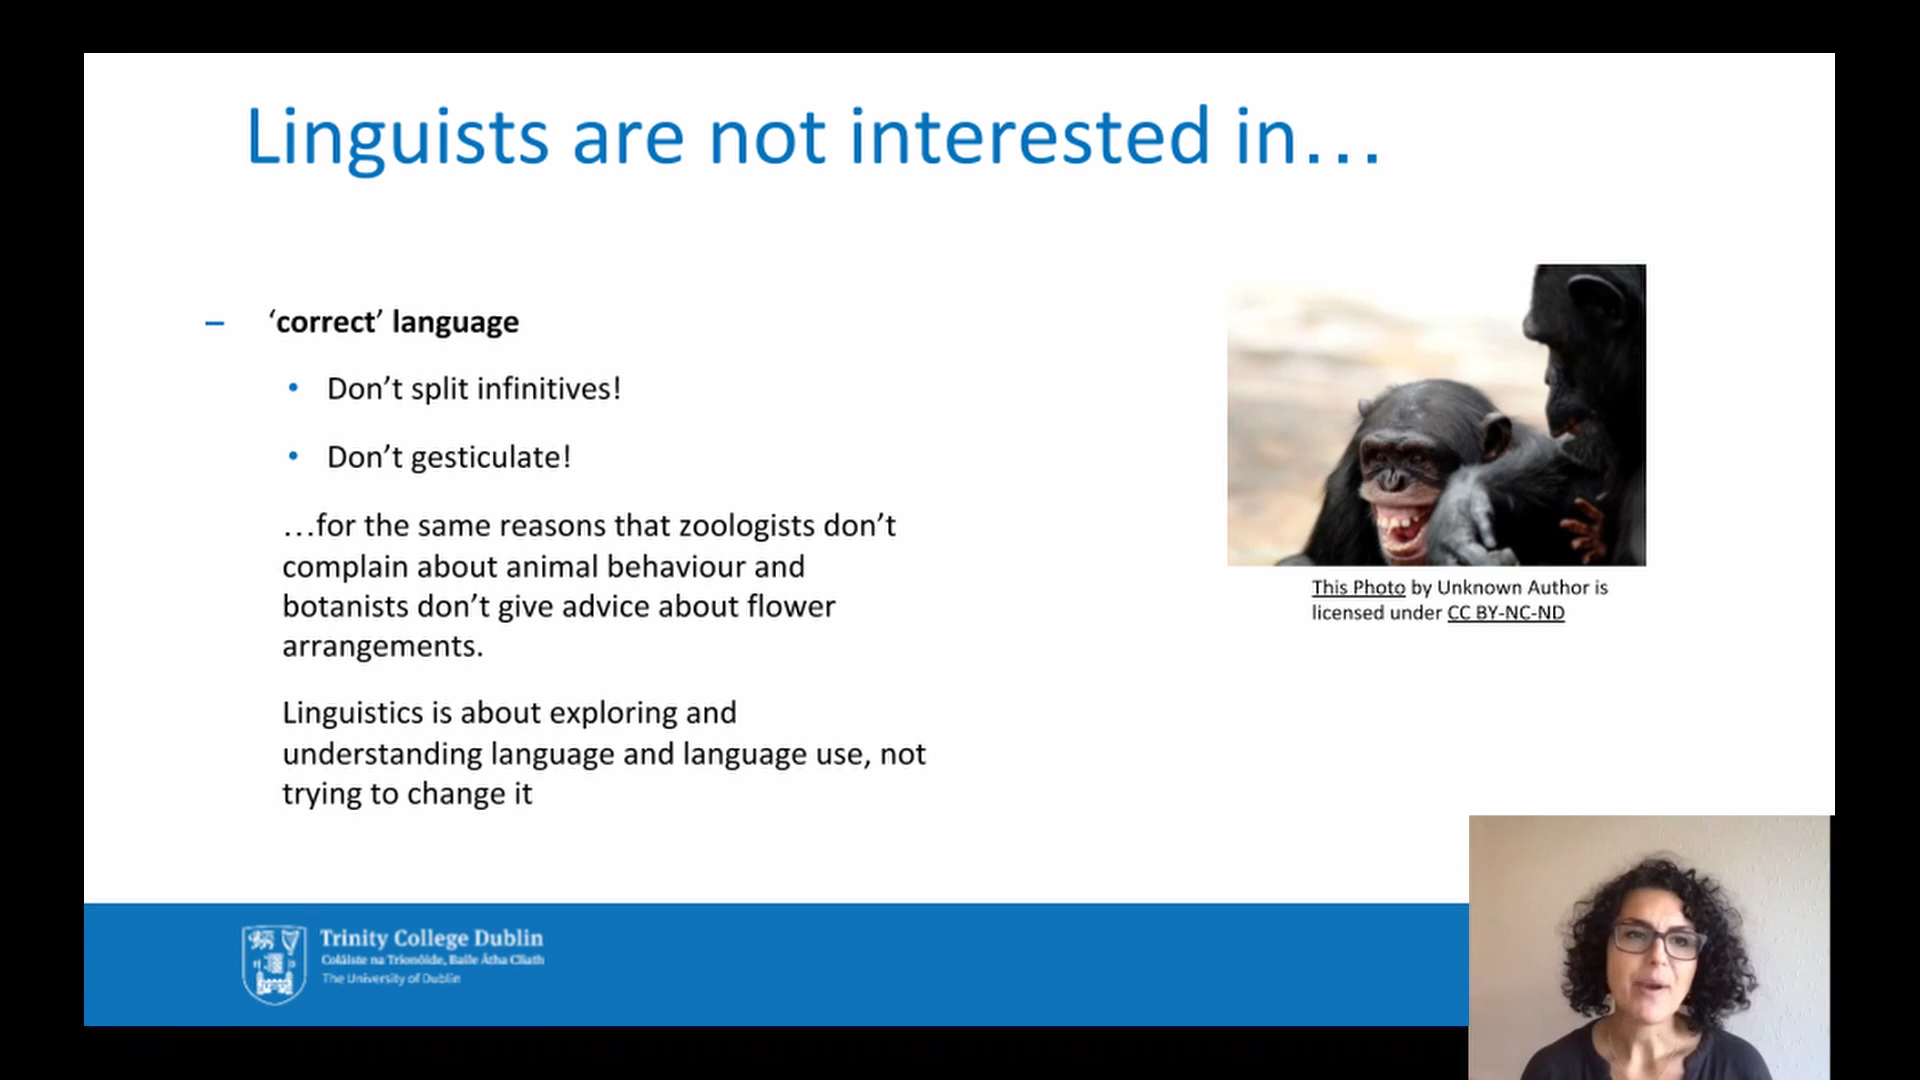 Linguists are not interested in…
– ‘correct’ language
• Don’t split infinitives!
• Don’t gesticulate!
…for the same reasons that zoologists don’t
complain about animal behaviour and
botanists don’t give advice about flower
arrangements.
Linguistics is about exploring and
understanding language and language use, not
trying to change it
This Photo by Unknown Author is
licensed under CC BY-NC-ND
Trinity College Dublin
Coláiste na Tríonóide, Baile Átha Cliath
The University of Dublin